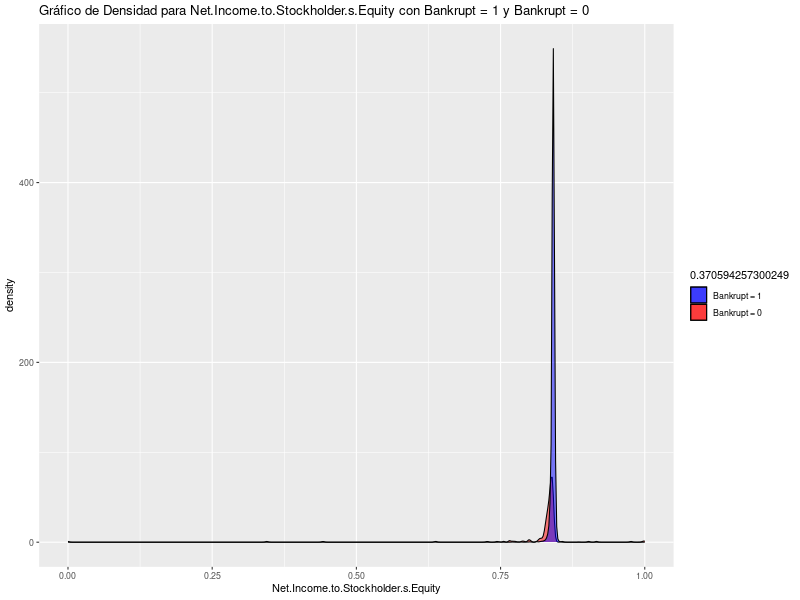 Gráfico de Densidad para Net.Income.to.Stockholder.s.Equity con Bankrupt = 1 y Bankrupt = 0
400
200
0
density
0.00 0.25 0.50 0.75 1.00
Net.Income.to.Stockholder.s.Equity
0.370594257300249
Bankrupt = 1
Bankrupt = 0